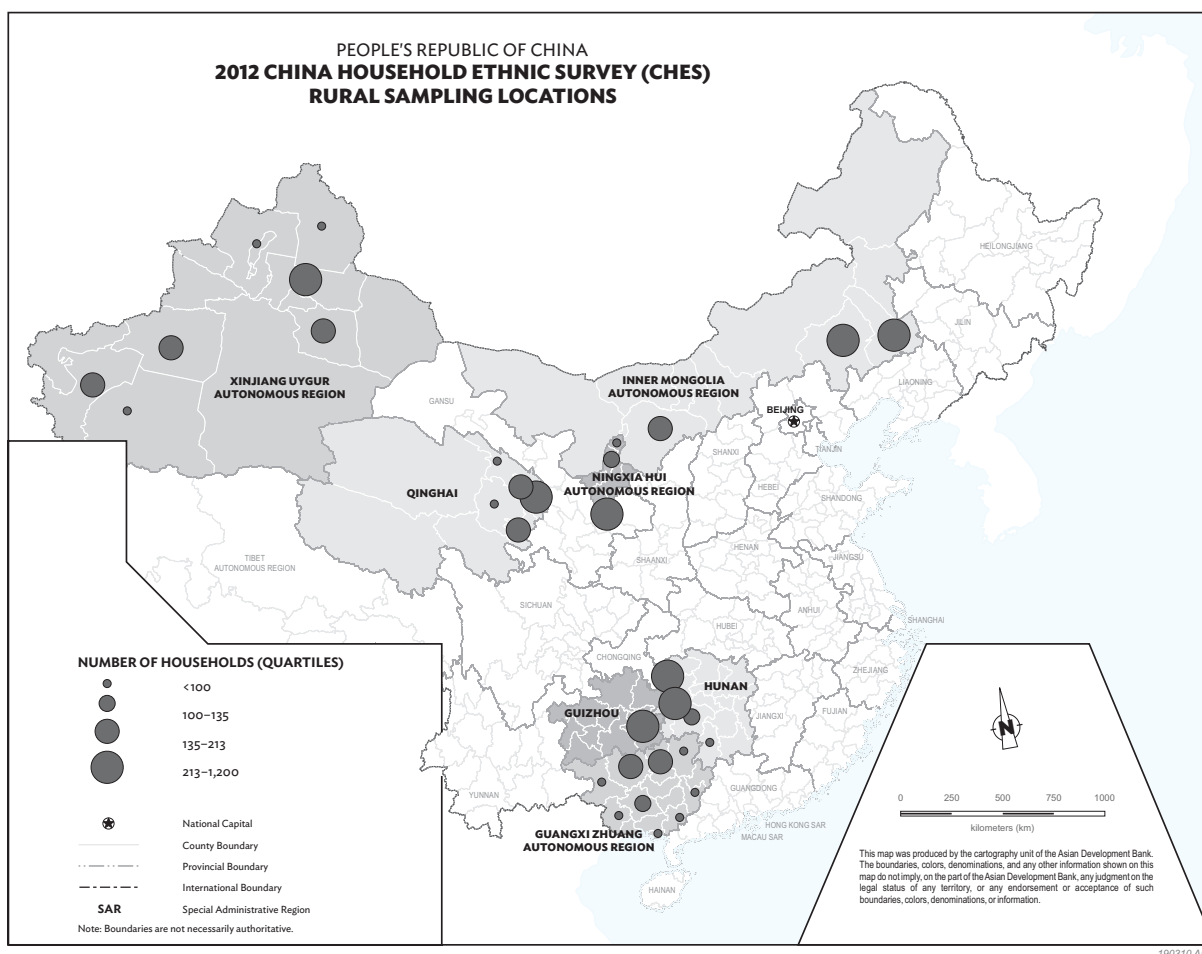 PEOPLE'S REPUBLIC OF CHINA
2012 CHINA HOUSEHOLD ETHNIC SURVEY (CHES)
RURAL SAMPLING LOCATIONS
HEILONGJIANG
JILIN
LIAONING
XINJIANG UYGUR
AUTONOMOUS REGION
INNER MONGOLIA
AUTONOMOUS REGION
GANSU
BEIJING
TIANJIN
SHANXI
HEBEI
SHANDONG
NINGXIA HUI
AUTONOMOUS REGION
QINGHAI
TIBET
AUTONOMOUS REGION
SHAANXI
HENAN
JIANGSU
SICHUAN
HUBEI
ANHUI
SHANGHAI
CHONGQING
ZHEJIANG
HUNAN
GUIZHOU
JIANGXI
FUJIAN
YUNNAN
GUANGDONG
HONG KONG SAR
MACAU SAR
GUANGXI ZHUANG
AUTONOMOUS REGION
HAINAN
NUMBER OF HOUSEHOLDS (QUARTILES)
<100
100–135
135–213
213–1,200
National Capital
County Boundary
Provincial Boundary
International Boundary
SAR Special Administrative Region
Note: Boundaries are not necessarily authoritative.
N
0 250 500 750 1000
kilometers (km)
This map was produced by the cartography unit of the Asian Development Bank.
The boundaries, colors, denominations, and any other information shown on this
map do not imply, on the part of the Asian Development Bank, any judgment on the
legal status of any territory, or any endorsement or acceptance of such
boundaries, colors, denominations, or information.